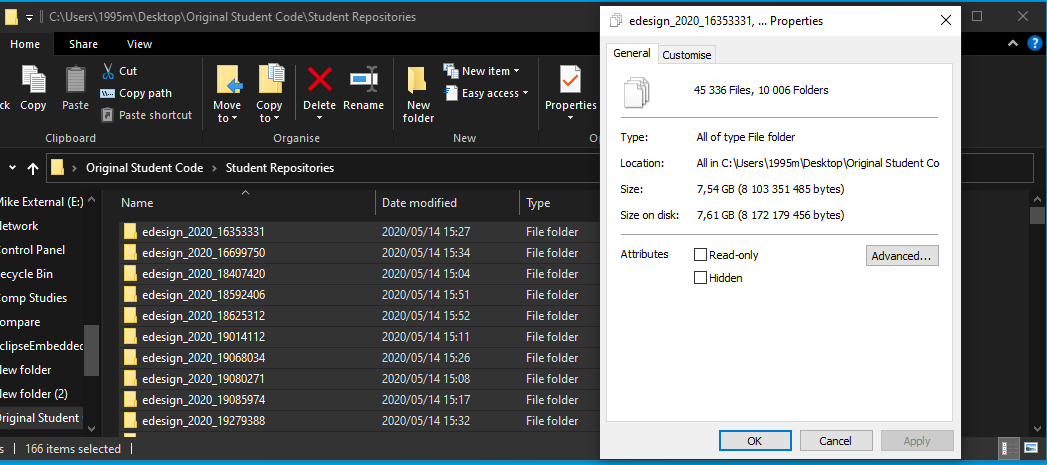 C:\Users\1995m\Desktop\Original Student Code\Student Repositories
Home Share View
ck Copy Paste
Cut
Copy path
Paste shortcut
Move to
Copy to
Delete
Rename
New folder
New item
Easy access
Properties
Clipboard Organise New Op
Original Student Code > Student Repositories
Mike External (E:)
Network
Control Panel
Recycle Bin
Comp Studies
ompare
clipseEmbedded
New folder
New folder (2)
Original Student
Name Date modified Type
edesign_2020_16353331 2020/05/14 15:27 File folder
edesign_2020_16699750 2020/05/14 15:34 File folder
edesign_2020_18407420 2020/05/14 15:04 File folder
edesign_2020_18592406 2020/05/14 15:51 File folder
edesign_2020_18625312 2020/05/14 15:52 File folder
edesign_2020_19014112 2020/05/14 15:11 File folder
edesign_2020_19068034 2020/05/14 15:26 File folder
edesign_2020_19080271 2020/05/14 15:08 File folder
edesign_2020_19085974 2020/05/14 15:17 File folder
edesign_2020_19279388 2020/05/14 15:32 File folder
s 166 items selected
edesign_2020_16353331, ... Properties
General Customise
45 336 Files, 10 006 Folders
Type: All of type File folder
Location: All in C:\Users\1995m\Desktop\Original Student Co
Size: 7,54 GB (8 103 351 485 bytes)
Size on disk: 7,61 GB (8 172 179 456 bytes)
Attributes Read-only Advanced...
Hidden
OK Cancel Apply